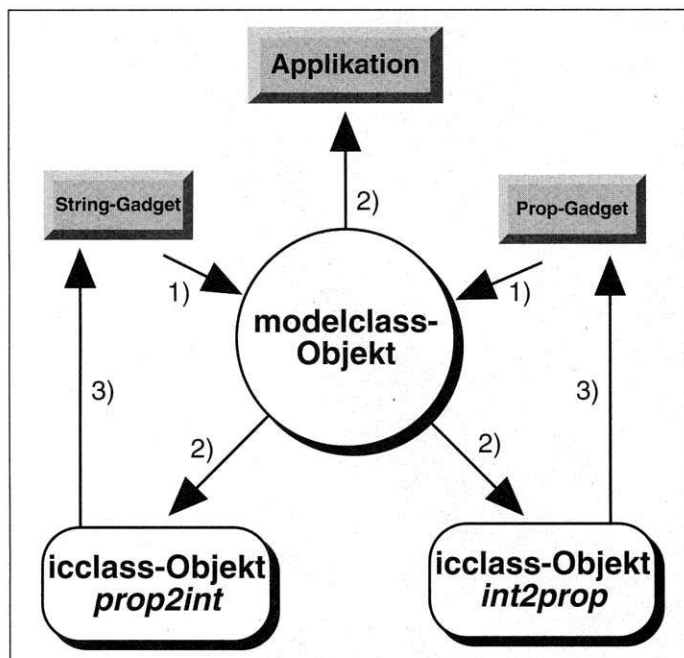 Applikation
String-Gadget
Prop-Gadget
2)
1)
1)
modelclass-
Objekt
3)
3)
2)
2)
icclass-Objekt
prop2int
icclass-Objekt
int2prop